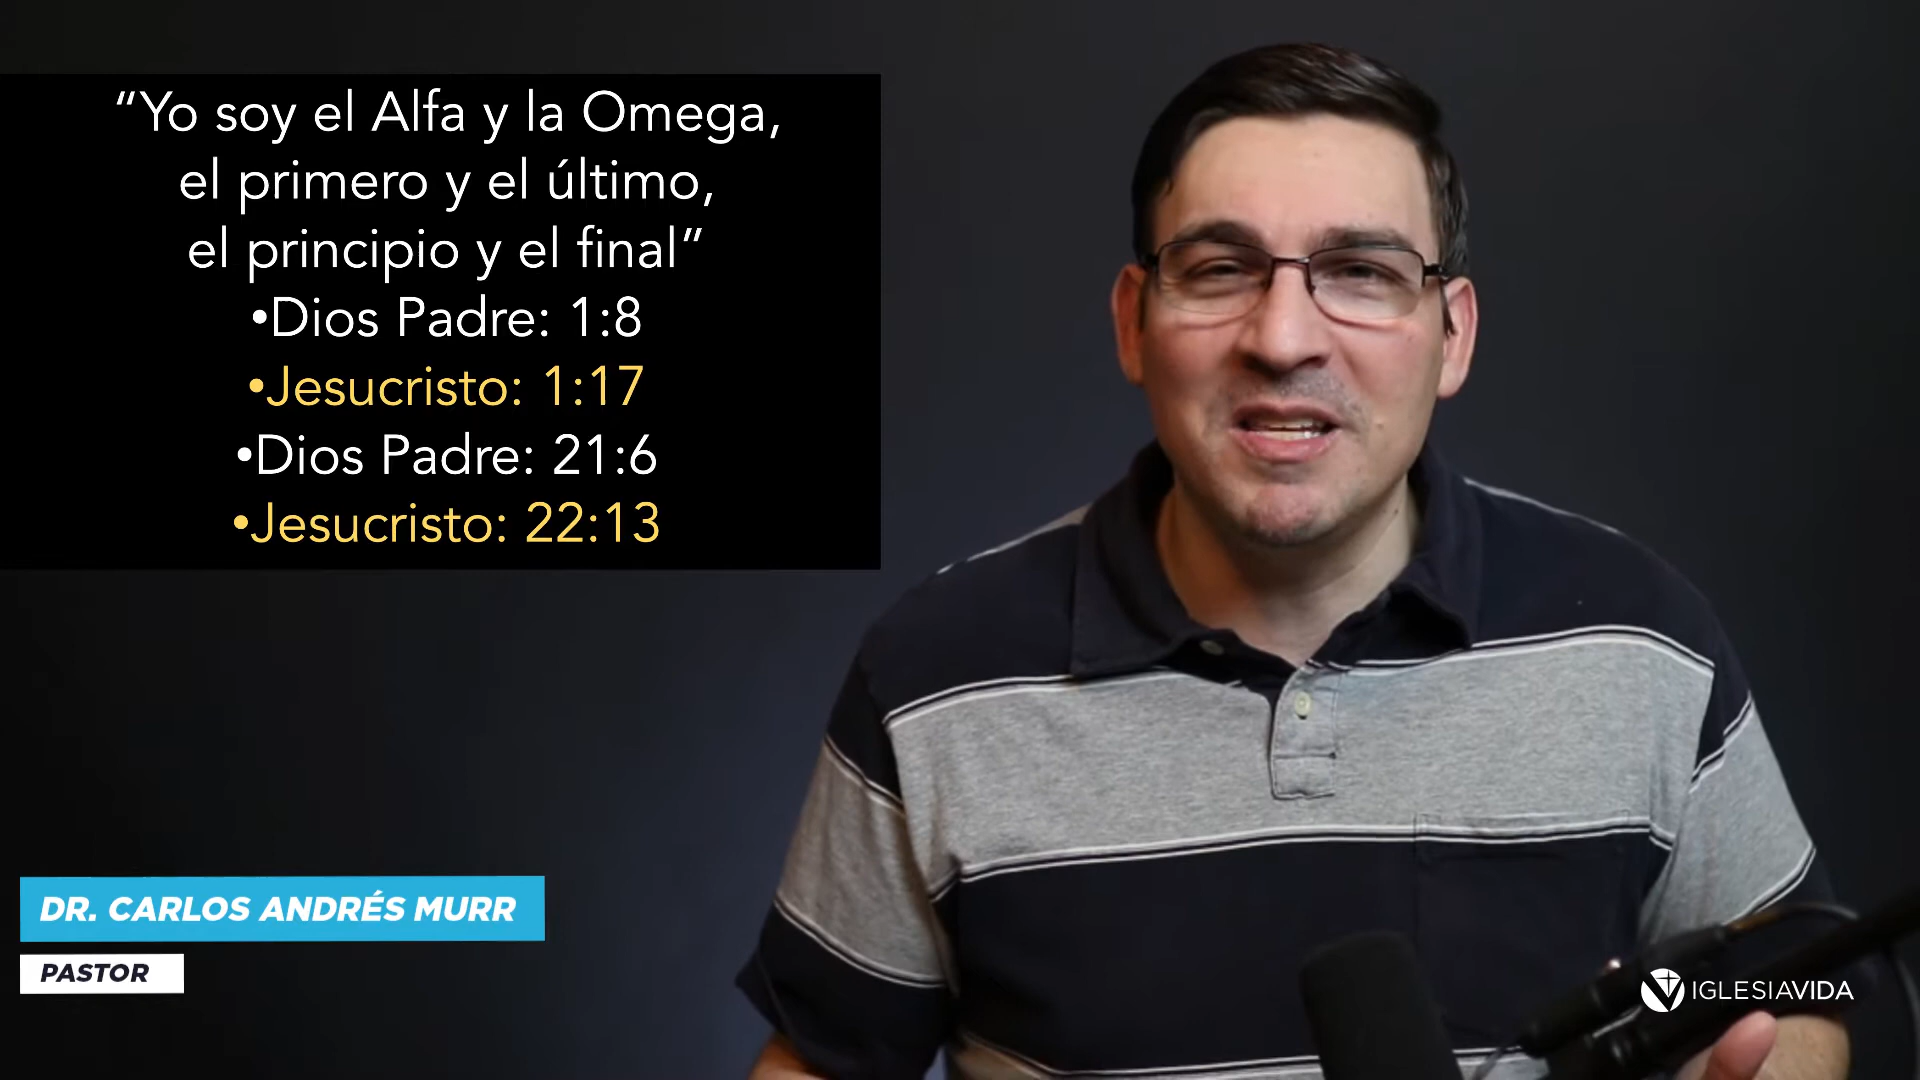 “Yo soy el Alfa y la Omega,
el primero y el último,
el principio y el final”
•Dios Padre: 1:8
•Jesucristo: 1:17
•Dios Padre: 21:6
•Jesucristo: 22:13
DR. CARLOS ANDRÉS MURR
PASTOR
IGLESIAVIDA